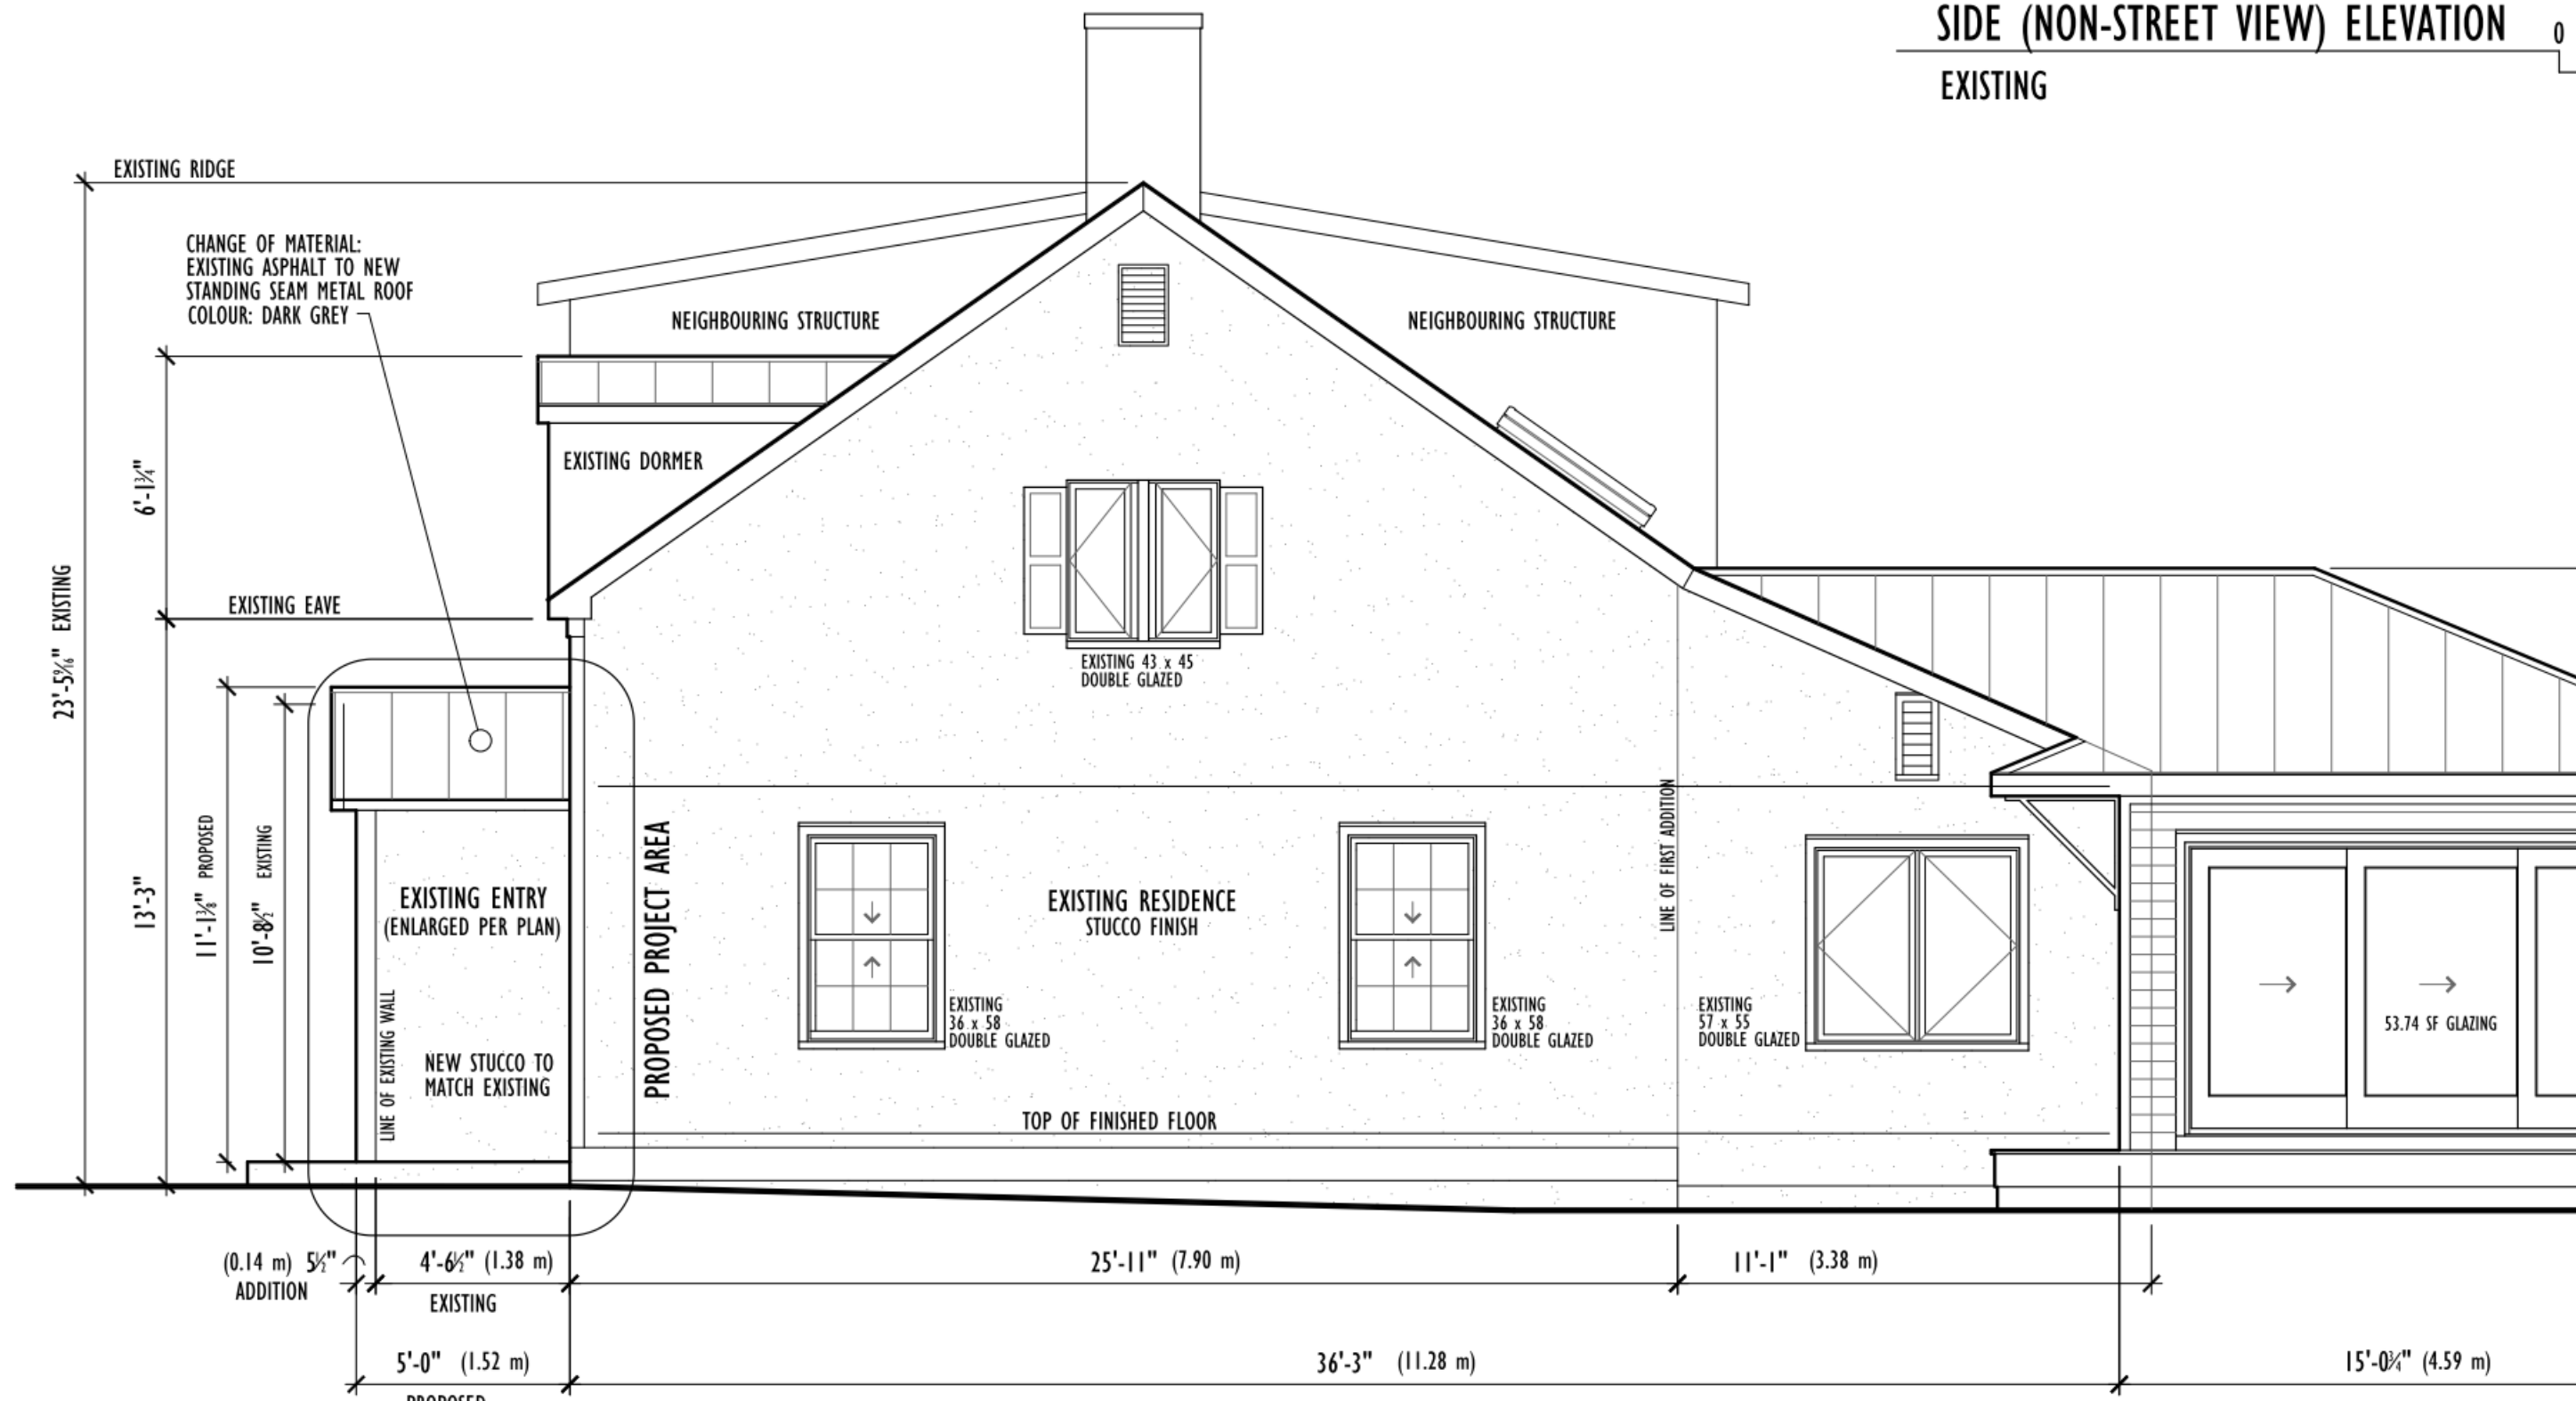 SIDE (NON-STREET VIEW) ELEVATION
0
EXISTING
EXISTING RIDGE
CHANGE OF MATERIAL:
EXISTING ASPHALT TO NEW
STANDING SEAM METAL ROOF
COLOUR: DARK GREY
NEIGHBOURING STRUCTURE
NEIGHBOURING STRUCTURE
EXISTING DORMER
6'-1¾"
23'-5⁹⁄₁₆" EXISTING
EXISTING EAVE
EXISTING 43 x 45
DOUBLE GLAZED
13'-3"
11'-1⅜" PROPOSED
10'-8½" EXISTING
EXISTING ENTRY
(ENLARGED PER PLAN)
LINE OF EXISTING WALL
NEW STUCCO TO
MATCH EXISTING
PROPOSED PROJECT AREA
EXISTING RESIDENCE
STUCCO FINISH
LINE OF FIRST ADDITION
EXISTING
36 x 58
DOUBLE GLAZED
EXISTING
36 x 58
DOUBLE GLAZED
EXISTING
57 x 55
DOUBLE GLAZED
53.74 SF GLAZING
TOP OF FINISHED FLOOR
(0.14 m) 5½"
ADDITION
4'-6½" (1.38 m)
EXISTING
25'-11" (7.90 m)
11'-1" (3.38 m)
5'-0" (1.52 m)
PROPOSED
36'-3" (11.28 m)
15'-0¾" (4.59 m)